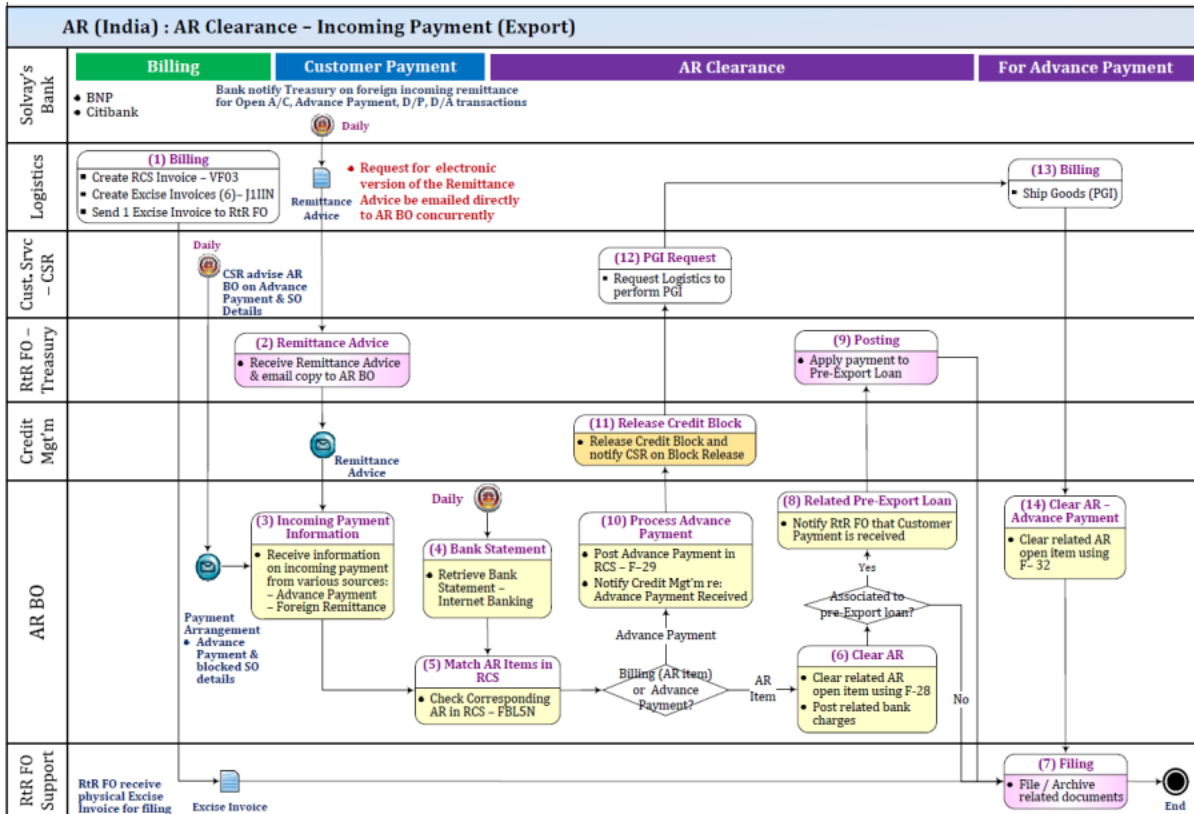 AR (India) : AR Clearance – Incoming Payment (Export)
Billing
Customer Payment
AR Clearance
For Advance Payment
Solvay's
Bank
BNP
Citibank
Bank notify Treasury on foreign incoming remittance
for Open A/C, Advance Payment, D/P, D/A transactions
Daily
Logistics
(1) Billing
Create RCS Invoice – VF03
Create Excise Invoices (6)– J1IIN
Send 1 Excise Invoice to RtR FO
Remittance
Advice
Request for electronic
version of the Remittance
Advice be emailed directly
to AR BO concurrently
(13) Billing
Ship Goods (PGI)
Cust. Srvc
– CSR
Daily
CSR advise AR
BO on Advance
Payment & SO
Details
(12) PGI Request
Request Logistics to
perform PGI
RtR FO –
Treasury
(2) Remittance Advice
Receive Remittance Advice
& email copy to AR BO
(9) Posting
Apply payment to
Pre-Export Loan
Credit
Mgt'm
Remittance
Advice
(11) Release Credit Block
Release Credit Block and
notify CSR on Block Release
AR BO
Daily
(3) Incoming Payment
Information
Receive information
on incoming payment
from various sources:
– Advance Payment
– Foreign Remittance
Payment
Arrangement
Advance
Payment &
blocked SO
details
(4) Bank Statement
Retrieve Bank
Statement –
Internet Banking
(5) Match AR Items in
RCS
Check Corresponding
AR in RCS – FBL5N
(10) Process Advance
Payment
Post Advance Payment in
RCS – F–29
Notify Credit Mgt'm re:
Advance Payment Received
Advance Payment
Billing (AR item)
or Advance
Payment?
AR
Item
(8) Related Pre-Export Loan
Notify RtR FO that Customer
Payment is received
Yes
Associated to
pre-Export loan?
No
(6) Clear AR
Clear related AR
open item using F-28
Post related bank
charges
(14) Clear AR –
Advance Payment
Clear related AR
open item using
F– 32
RtR FO
Support
RtR FO receive
physical Excise
Invoice for filing
Excise Invoice
(7) Filing
File / Archive
related documents
End